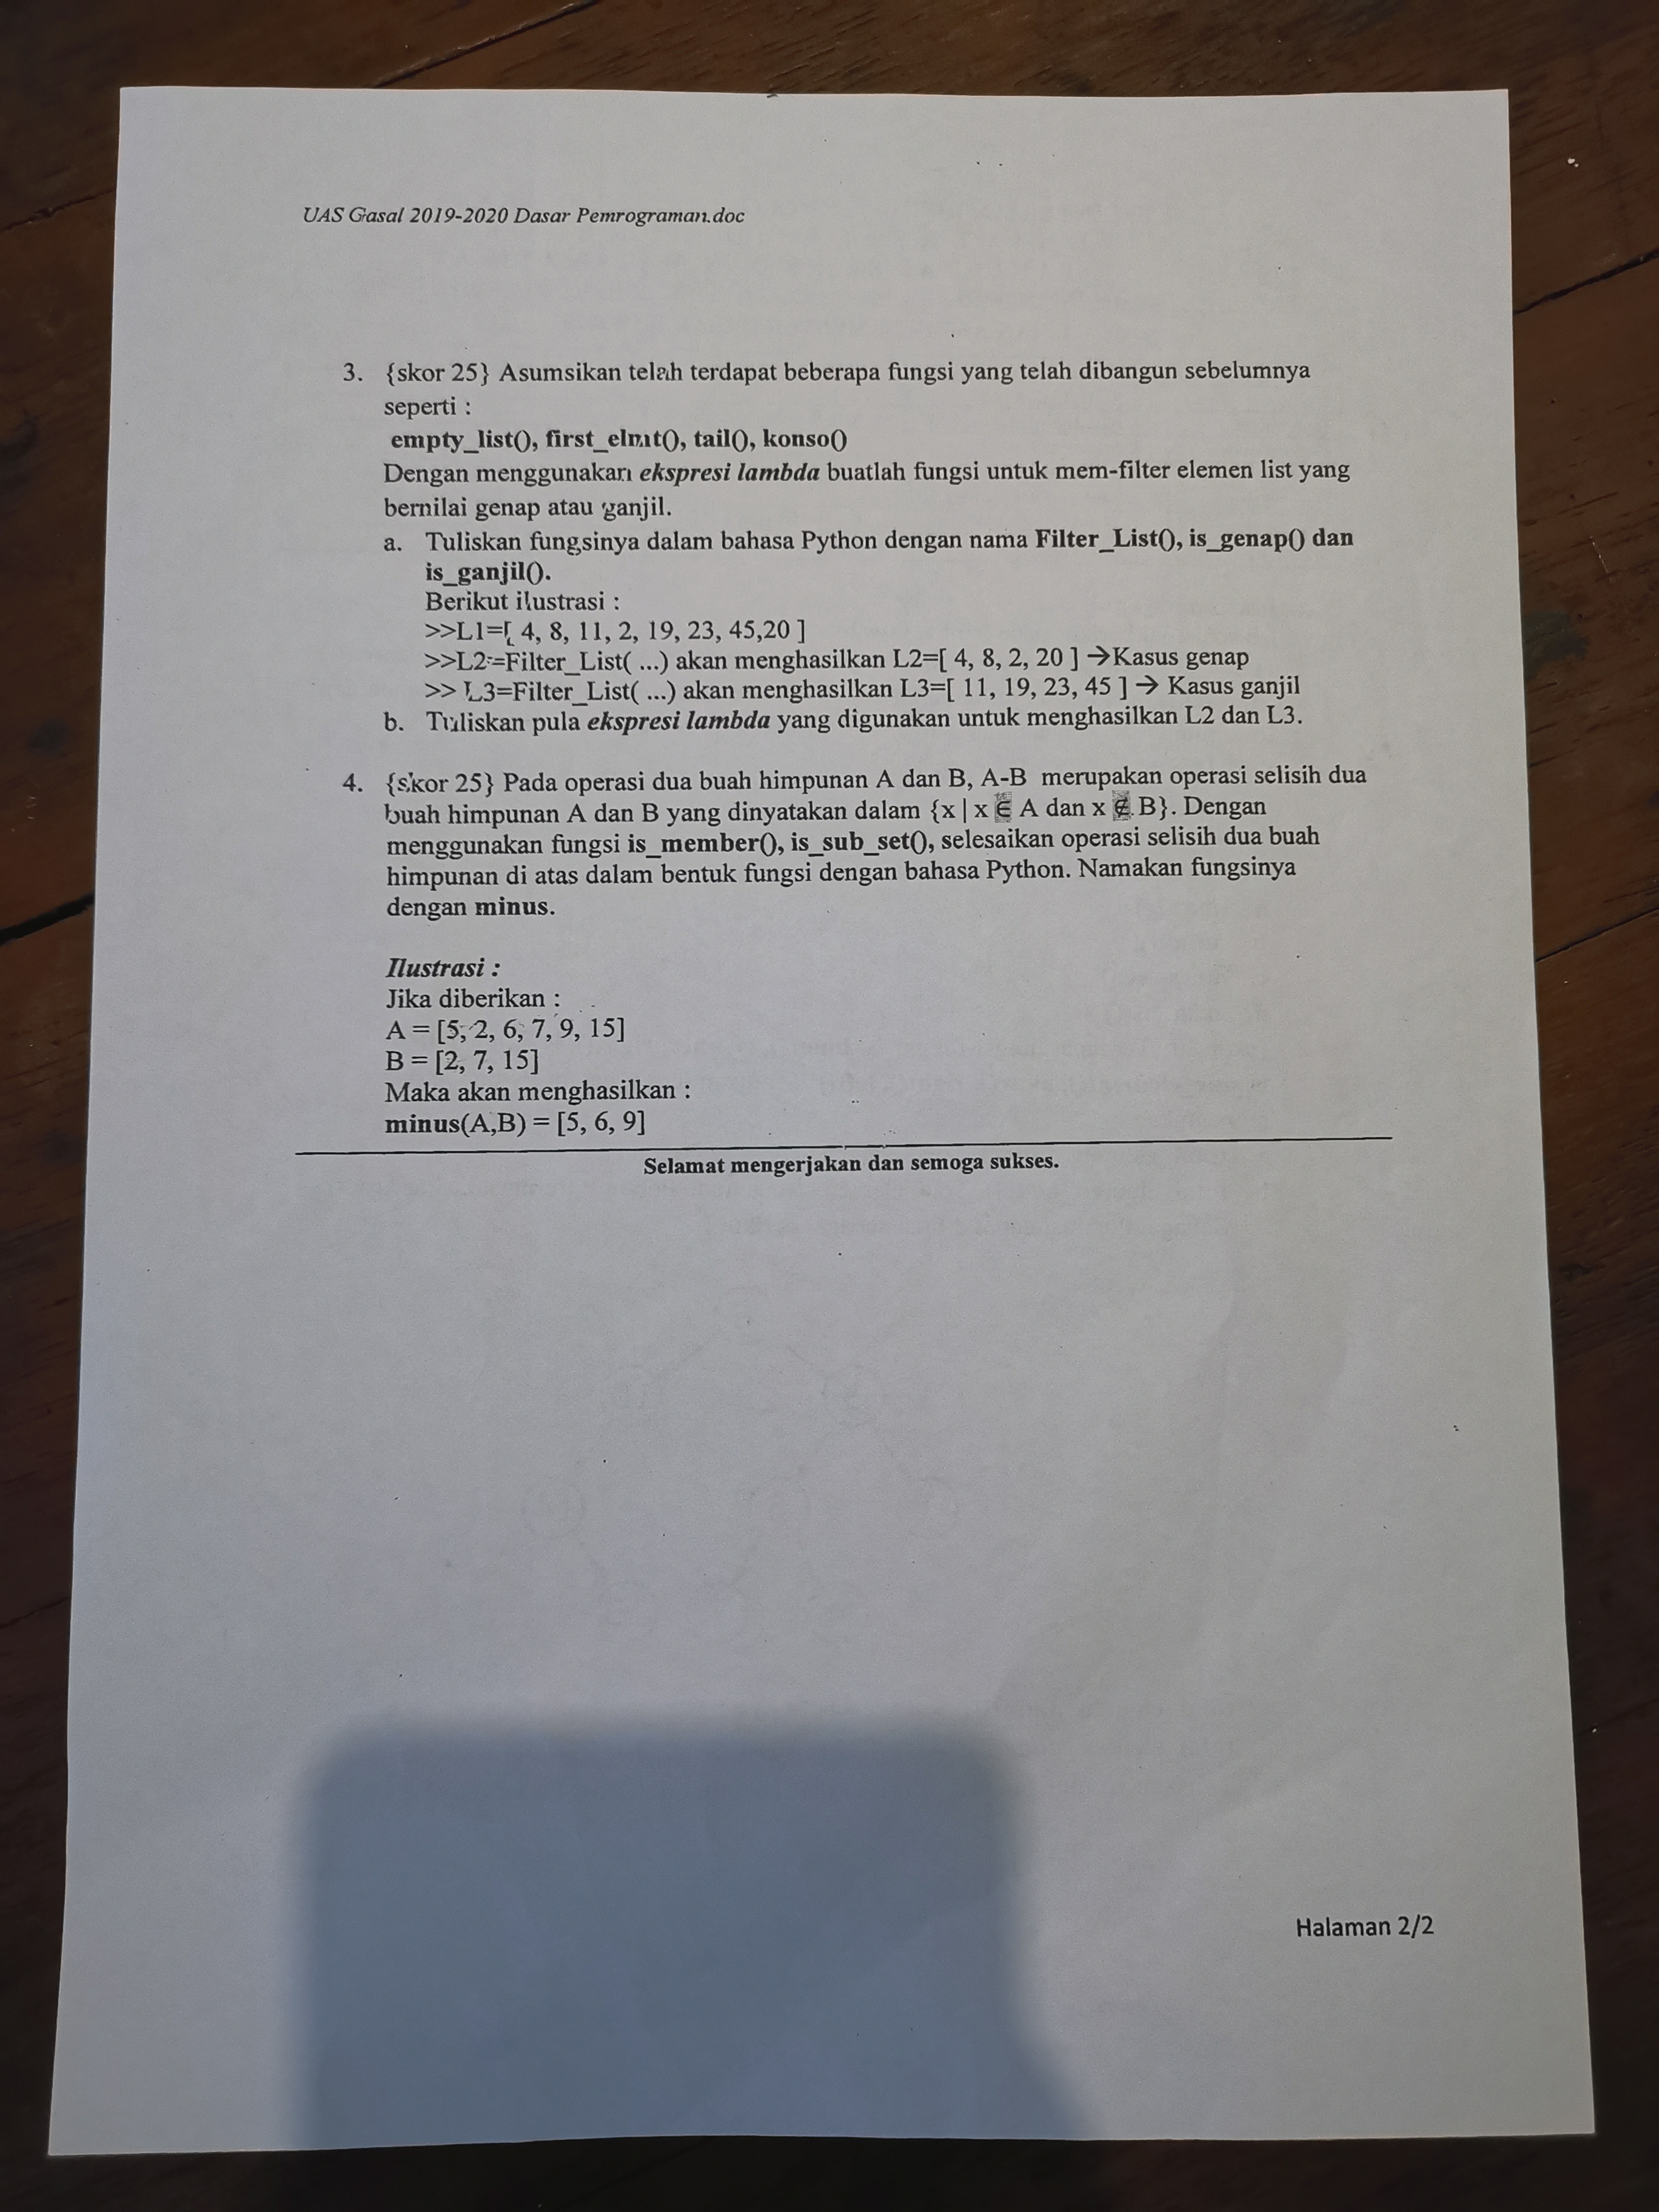 UAS Gasal 2019-2020 Dasar Pemrograman.doc
3. {skor 25} Asumsikan telah terdapat beberapa fungsi yang telah dibangun sebelumnya
seperti :
empty_list(), first_elmt(), tail(), konso()
Dengan menggunakan ekspresi lambda buatlah fungsi untuk mem-filter elemen list yang
bernilai genap atau ganjil.
a. Tuliskan fungsinya dalam bahasa Python dengan nama Filter_List(), is_genap() dan
is_ganjil().
Berikut ilustrasi :
>>L1=[ 4, 8, 11, 2, 19, 23, 45,20 ]
>>L2=Filter_List( ...) akan menghasilkan L2=[ 4, 8, 2, 20 ] →Kasus genap
>> L3=Filter_List( ...) akan menghasilkan L3=[ 11, 19, 23, 45 ] → Kasus ganjil
b. Tuliskan pula ekspresi lambda yang digunakan untuk menghasilkan L2 dan L3.
4. {skor 25} Pada operasi dua buah himpunan A dan B, A-B merupakan operasi selisih dua
buah himpunan A dan B yang dinyatakan dalam {x | x ∈ A dan x ∉ B}. Dengan
menggunakan fungsi is_member(), is_sub_set(), selesaikan operasi selisih dua buah
himpunan di atas dalam bentuk fungsi dengan bahasa Python. Namakan fungsinya
dengan minus.
Ilustrasi :
Jika diberikan :
A = [5, 2, 6, 7, 9, 15]
B = [2, 7, 15]
Maka akan menghasilkan :
minus(A,B) = [5, 6, 9]
Selamat mengerjakan dan semoga sukses.
Halaman 2/2